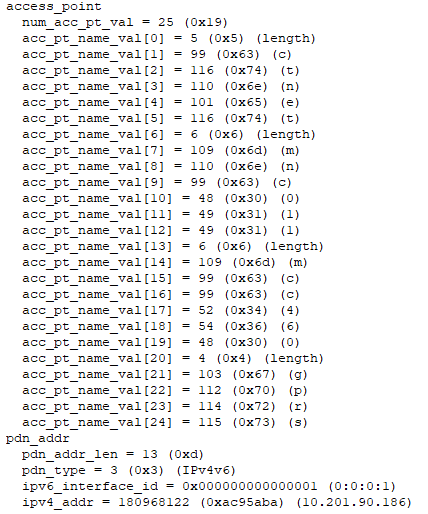 access_point
num_acc_pt_val = 25 (0x19)
acc_pt_name_val[0] = 5 (0x5) (length)
acc_pt_name_val[1] = 99 (0x63) (c)
acc_pt_name_val[2] = 116 (0x74) (t)
acc_pt_name_val[3] = 110 (0x6e) (n)
acc_pt_name_val[4] = 101 (0x65) (e)
acc_pt_name_val[5] = 116 (0x74) (t)
acc_pt_name_val[6] = 6 (0x6) (length)
acc_pt_name_val[7] = 109 (0x6d) (m)
acc_pt_name_val[8] = 110 (0x6e) (n)
acc_pt_name_val[9] = 99 (0x63) (c)
acc_pt_name_val[10] = 48 (0x30) (0)
acc_pt_name_val[11] = 49 (0x31) (1)
acc_pt_name_val[12] = 49 (0x31) (1)
acc_pt_name_val[13] = 6 (0x6) (length)
acc_pt_name_val[14] = 109 (0x6d) (m)
acc_pt_name_val[15] = 99 (0x63) (c)
acc_pt_name_val[16] = 99 (0x63) (c)
acc_pt_name_val[17] = 52 (0x34) (4)
acc_pt_name_val[18] = 54 (0x36) (6)
acc_pt_name_val[19] = 48 (0x30) (0)
acc_pt_name_val[20] = 4 (0x4) (length)
acc_pt_name_val[21] = 103 (0x67) (g)
acc_pt_name_val[22] = 112 (0x70) (p)
acc_pt_name_val[23] = 114 (0x72) (r)
acc_pt_name_val[24] = 115 (0x73) (s)
pdn_addr
pdn_addr_len = 13 (0xd)
pdn_type = 3 (0x3) (IPv4v6)
ipv6_interface_id = 0x000000000000001 (0:0:0:1)
ipv4_addr = 180968122 (0xac95aba) (10.201.90.186)